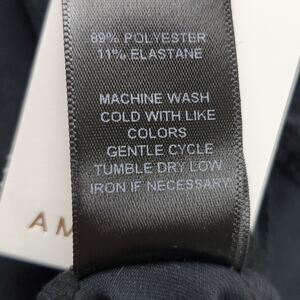 89% POLYESTER
11% ELASTANE
MACHINE WASH
COLD WITH LIKE
COLORS
GENTLE CYCLE
TUMBLE DRY LOW
IRON IF NECESSARY